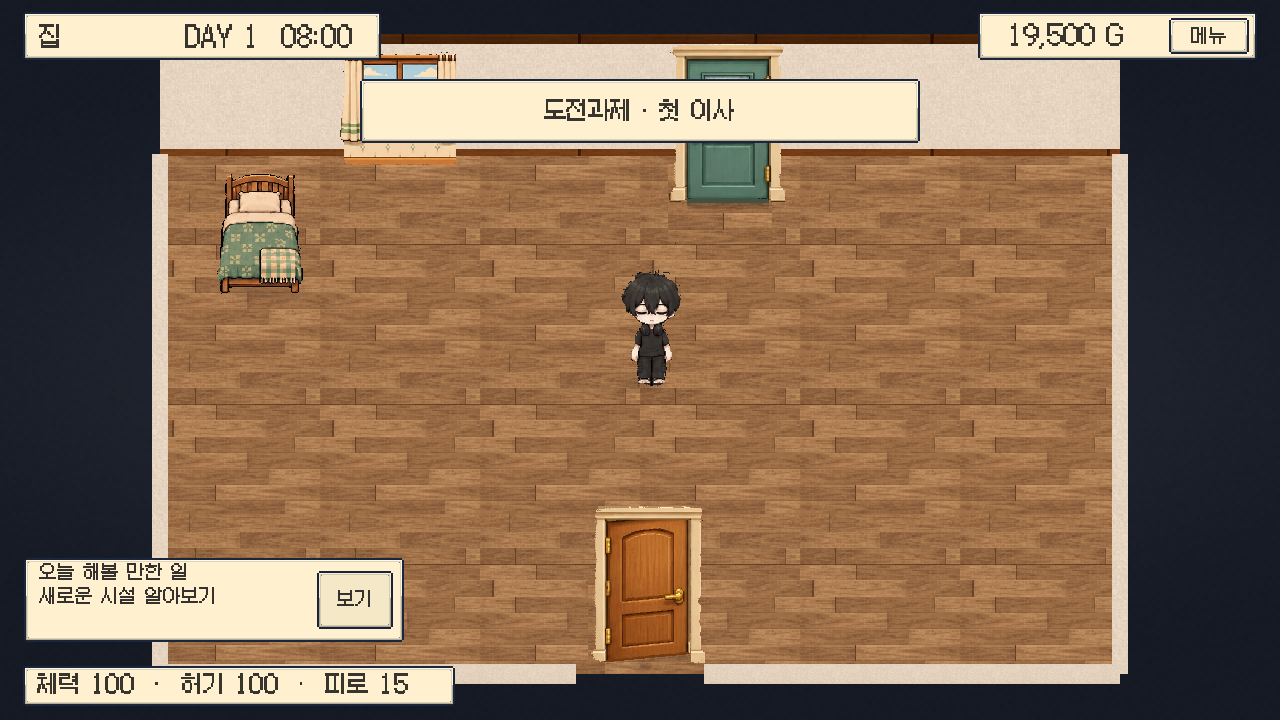 집 DAY 1 08:00
19,500 G 메뉴
도전과제 · 첫 이사
오늘 해볼 만한 일
새로운 시설 알아보기
보기
체력 100 · 허기 100 · 피로 15